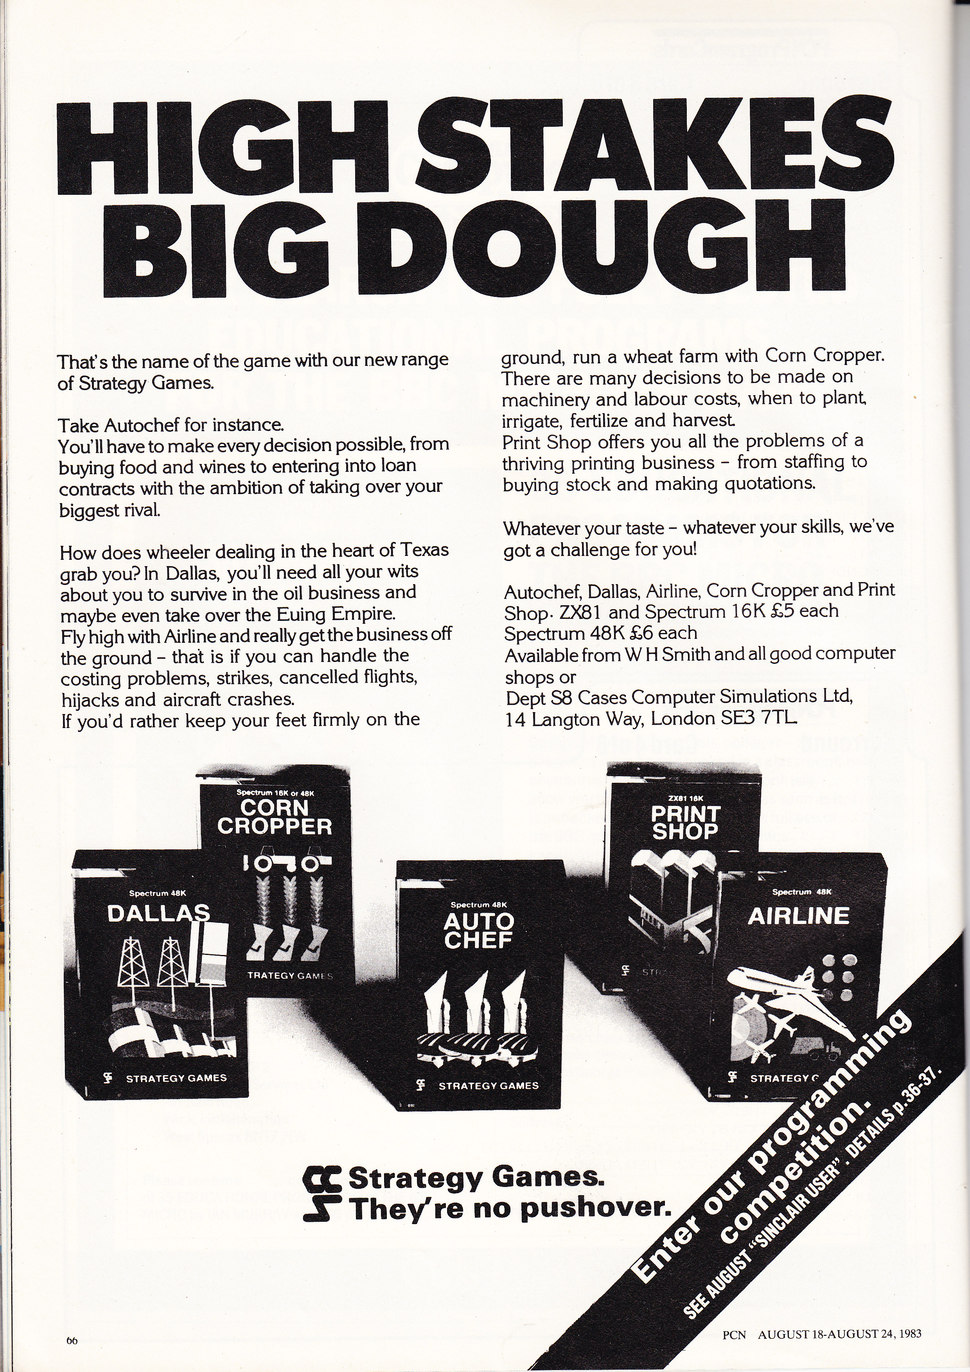 HIGH STAKES
BIG DOUGH
That's the name of the game with our new range
of Strategy Games.
Take Autochef for instance.
You'll have to make every decision possible, from
buying food and wines to entering into loan
contracts with the ambition of taking over your
biggest rival.
How does wheeler dealing in the heart of Texas
grab you? In Dallas, you'll need all your wits
about you to survive in the oil business and
maybe even take over the Euing Empire.
Fly high with Airline and really get the business off
the ground – that is if you can handle the
costing problems, strikes, cancelled flights,
hijacks and aircraft crashes.
If you'd rather keep your feet firmly on the
ground, run a wheat farm with Corn Cropper.
There are many decisions to be made on
machinery and labour costs, when to plant,
irrigate, fertilize and harvest.
Print Shop offers you all the problems of a
thriving printing business – from staffing to
buying stock and making quotations.
Whatever your taste – whatever your skills, we've
got a challenge for you!
Autochef, Dallas, Airline, Corn Cropper and Print
Shop. ZX81 and Spectrum 16K £5 each
Spectrum 48K £6 each
Available from W H Smith and all good computer
shops or
Dept S8 Cases Computer Simulations Ltd,
14 Langton Way, London SE3 7TL.
Spectrum 16K or 48K
CORN
CROPPER
TRATEGY GAMES
Spectrum 48K
DALLAS
STRATEGY GAMES
Spectrum 48K
AUTO
CHEF
STRATEGY GAMES
ZX81 16K
PRINT
SHOP
STR
Spectrum 48K
AIRLINE
STRATEGY G
CCS Strategy Games.
They're no pushover.
Enter our programming
competition.
SEE AUGUST "SINCLAIR USER". DETAILS p.36-37.
66
PCN AUGUST 18-AUGUST 24, 1983